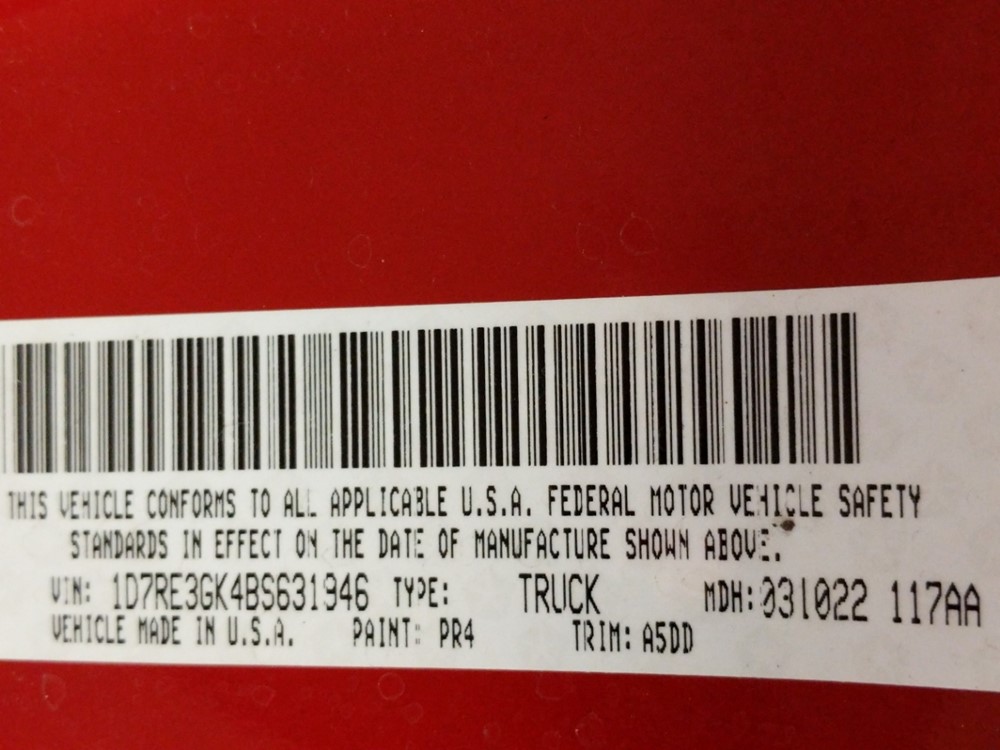 THIS VEHICLE CONFORMS TO ALL APPLICABLE U.S.A. FEDERAL MOTOR VEHICLE SAFETY
STANDARDS IN EFFECT ON THE DATE OF MANUFACTURE SHOWN ABOVE.
VIN: 1D7RE3GK4BS631946 TYPE: TRUCK MDH:031022 117AA
VEHICLE MADE IN U.S.A. PAINT: PR4 TRIM: A5DD